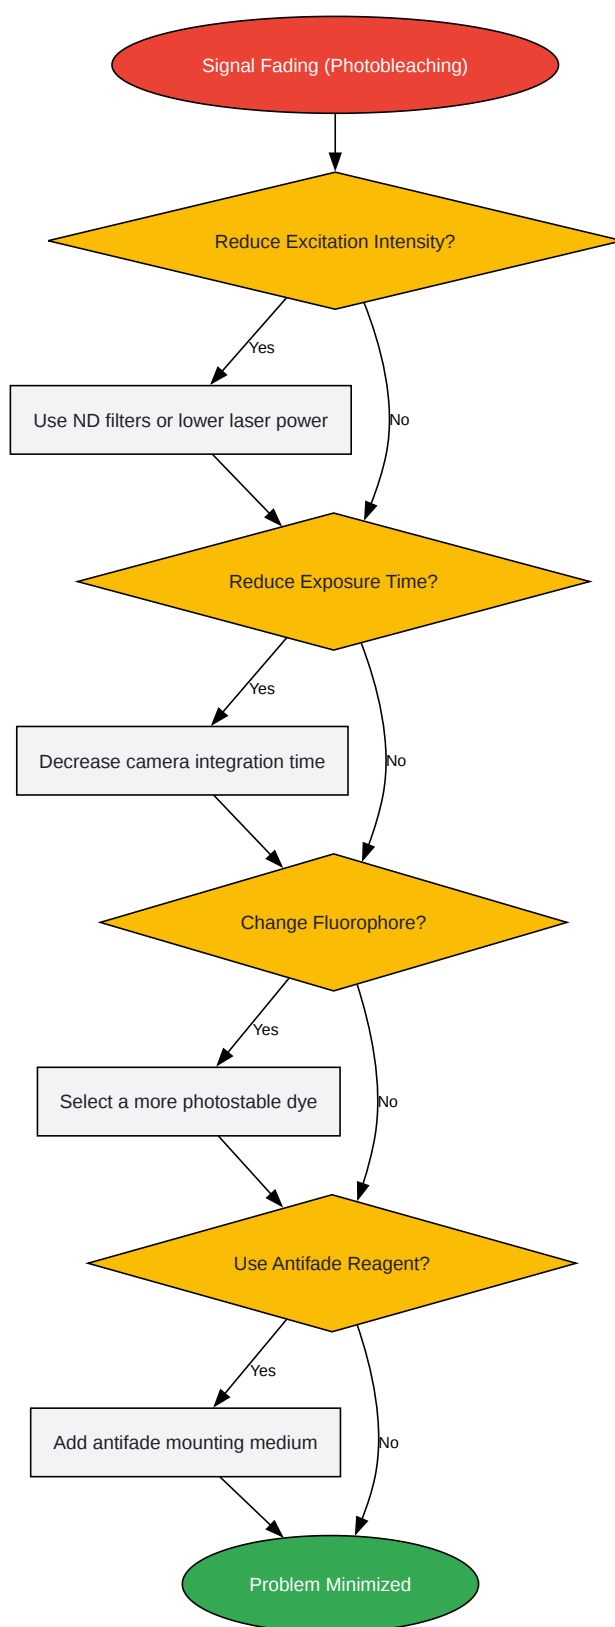 Signal Fading (Photobleaching)
Reduce Excitation Intensity?
Yes
Use ND filters or lower laser power
No
Reduce Exposure Time?
Yes
Decrease camera integration time
No
Change Fluorophore?
Yes
Select a more photostable dye
No
Use Antifade Reagent?
Yes
Add antifade mounting medium
No
Problem Minimized